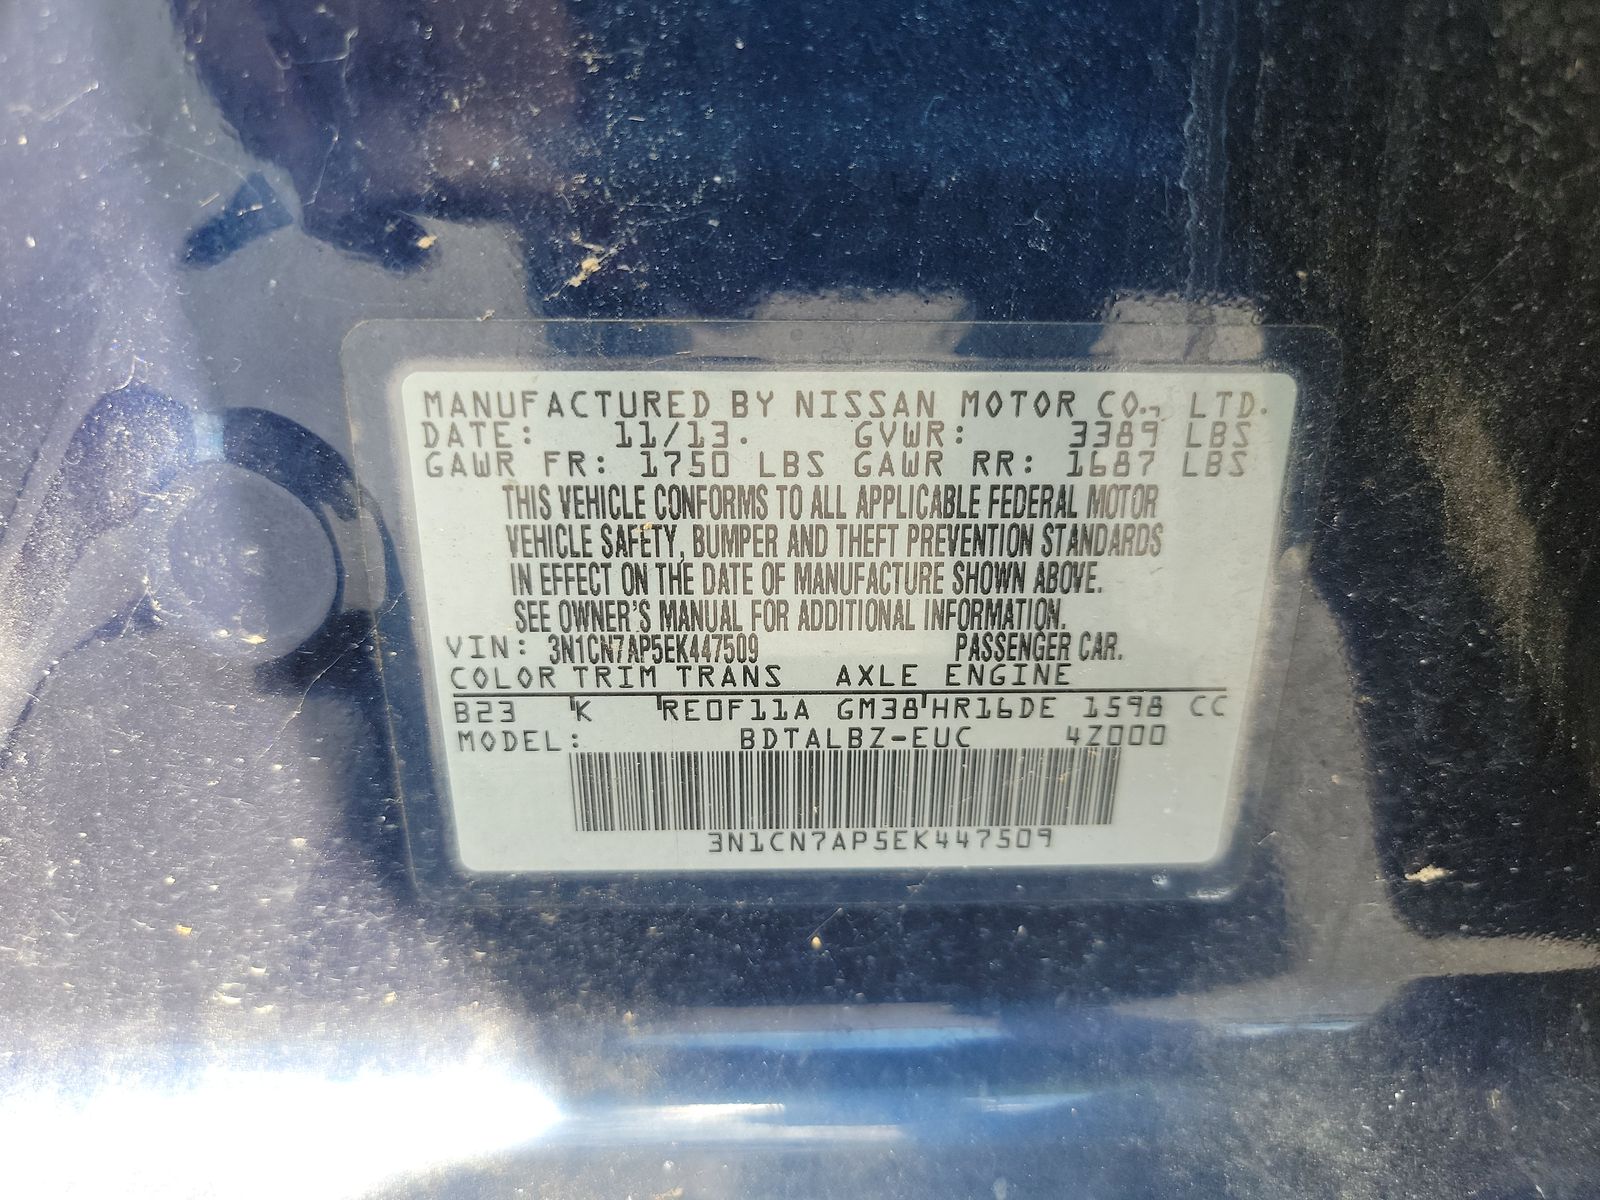 MANUFACTURED BY NISSAN MOTOR CO., LTD.
DATE: 11/13. GVWR: 3389 LBS
GAWR FR: 1750 LBS GAWR RR: 1687 LBS
THIS VEHICLE CONFORMS TO ALL APPLICABLE FEDERAL MOTOR
VEHICLE SAFETY, BUMPER AND THEFT PREVENTION STANDARDS
IN EFFECT ON THE DATE OF MANUFACTURE SHOWN ABOVE.
SEE OWNER'S MANUAL FOR ADDITIONAL INFORMATION.
VIN: 3N1CN7AP5EK447509 PASSENGER CAR.
COLOR TRIM TRANS AXLE ENGINE
B23 K RE0F11A GM38 HR16DE 1598 CC
MODEL: BDTALBZ-EUC 4Z000
3N1CN7AP5EK447509